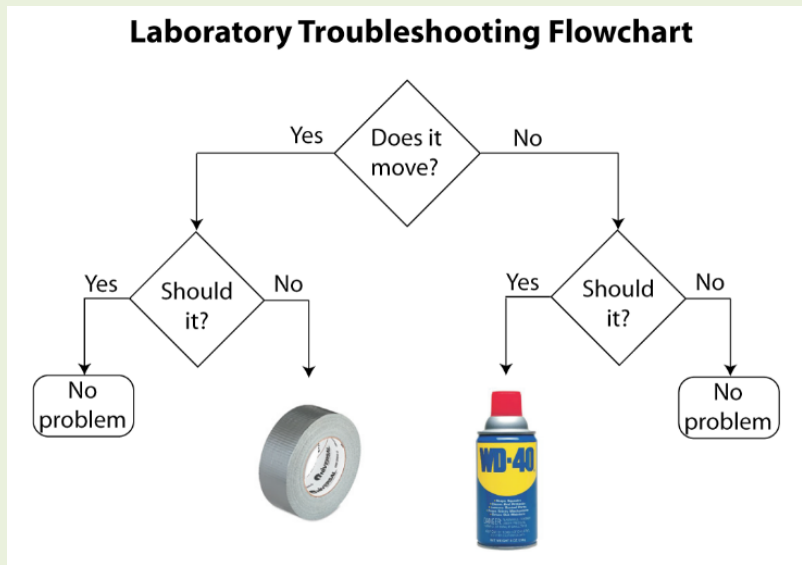 Laboratory Troubleshooting Flowchart
Does it
move?
Yes
No
Should
it?
Yes
No
Should
it?
Yes
No
No
problem
WD-40
No
problem